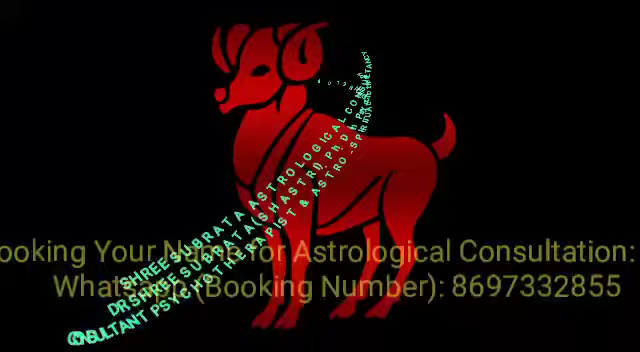 SHREE SUBRATA ASTROLOGICAL CONSUL
DR SHREE SUBRATA (SHASTRI), Ph.D
CONSULTANT PSYCHOTHERAPIST & ASTRO-SPIRITUAL
ooking Your Name for Astrological Consultation:
Whatsapp (Booking Number): 8697332855